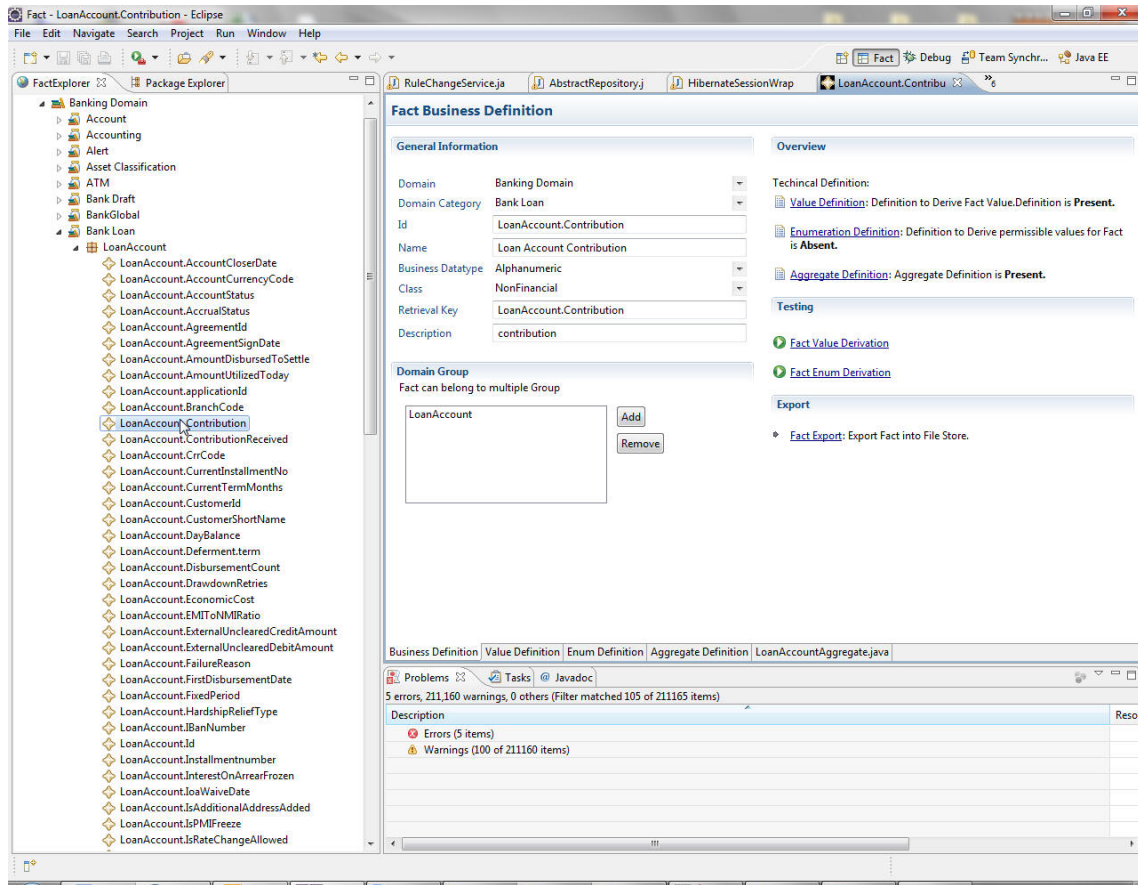 Fact - LoanAccount.Contribution - Eclipse
File Edit Navigate Search Project Run Window Help
Fact Debug Team Synchr... Java EE
FactExplorer Package Explorer
Banking Domain
Account
Accounting
Alert
Asset Classification
ATM
Bank Draft
BankGlobal
Bank Loan
LoanAccount
LoanAccount.AccountCloserDate
LoanAccount.AccountCurrencyCode
LoanAccount.AccountStatus
LoanAccount.AccrualStatus
LoanAccount.AgreementId
LoanAccount.AgreementSignDate
LoanAccount.AmountDisbursedToSettle
LoanAccount.AmountUtilizedToday
LoanAccount.applicationId
LoanAccount.BranchCode
LoanAccount.Contribution
LoanAccount.ContributionReceived
LoanAccount.CrrCode
LoanAccount.CurrentInstallmentNo
LoanAccount.CurrentTermMonths
LoanAccount.CustomerId
LoanAccount.CustomerShortName
LoanAccount.DayBalance
LoanAccount.Deferment.term
LoanAccount.DisbursementCount
LoanAccount.DrawdownRetries
LoanAccount.EconomicCost
LoanAccount.EMIToNMIRatio
LoanAccount.ExternalUnclearedCreditAmount
LoanAccount.ExternalUnclearedDebitAmount
LoanAccount.FailureReason
LoanAccount.FirstDisbursementDate
LoanAccount.FixedPeriod
LoanAccount.HardshipReliefType
LoanAccount.IBanNumber
LoanAccount.Id
LoanAccount.Installmentnumber
LoanAccount.InterestOnArrearFrozen
LoanAccount.IoaWaiveDate
LoanAccount.IsAdditionalAddressAdded
LoanAccount.IsPMIFreeze
LoanAccount.IsRateChangeAllowed
RuleChangeService.ja AbstractRepository.j HibernateSessionWrap LoanAccount.Contribu »6
Fact Business Definition
General Information
Domain Banking Domain
Domain Category Bank Loan
Id LoanAccount.Contribution
Name Loan Account Contribution
Business Datatype Alphanumeric
Class NonFinancial
Retrieval Key LoanAccount.Contribution
Description contribution
Domain Group
Fact can belong to multiple Group
LoanAccount
Add
Remove
Overview
Techincal Definition:
Value Definition: Definition to Derive Fact Value.Definition is Present.
Enumeration Definition: Definition to Derive permissible values for Fact
is Absent.
Aggregate Definition: Aggregate Definition is Present.
Testing
Fact Value Derivation
Fact Enum Derivation
Export
Fact Export: Export Fact into File Store.
Business Definition Value Definition Enum Definition Aggregate Definition LoanAccountAggregate.java
Problems Tasks @ Javadoc
5 errors, 211,160 warnings, 0 others (Filter matched 105 of 211165 items)
Description Reso
Errors (5 items)
Warnings (100 of 211160 items)